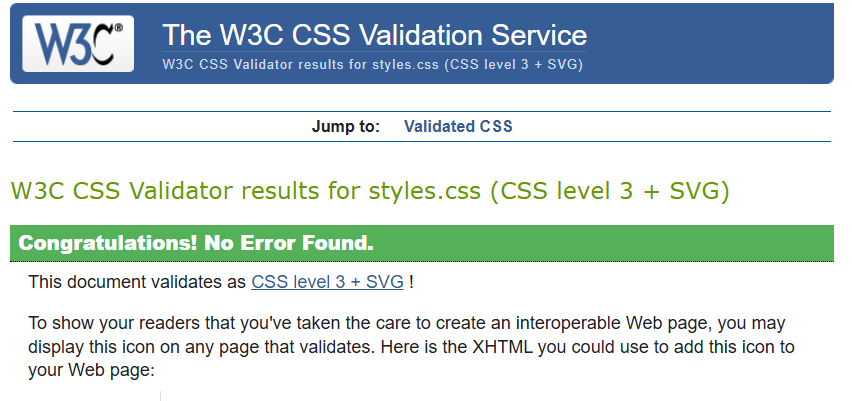 W3C®
The W3C CSS Validation Service
W3C CSS Validator results for styles.css (CSS level 3 + SVG)
Jump to: Validated CSS
W3C CSS Validator results for styles.css (CSS level 3 + SVG)
Congratulations! No Error Found.
This document validates as CSS level 3 + SVG !
To show your readers that you've taken the care to create an interoperable Web page, you may
display this icon on any page that validates. Here is the XHTML you could use to add this icon to
your Web page: